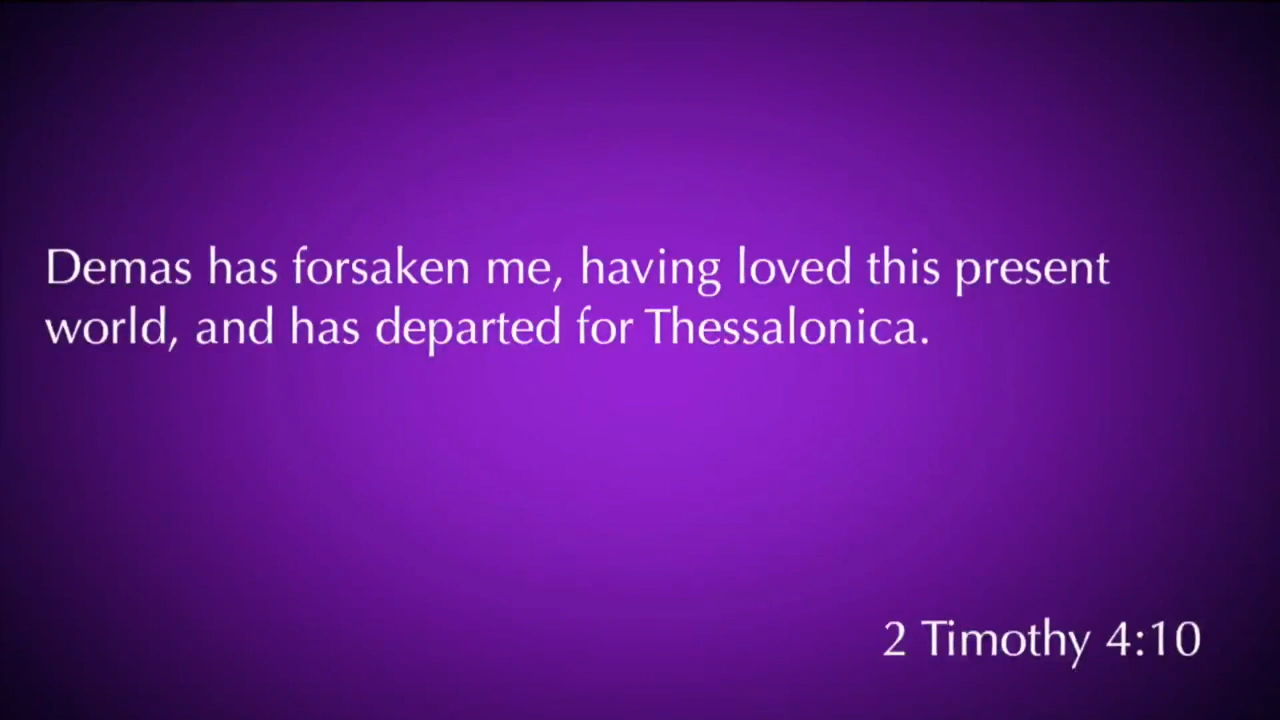 Demas has forsaken me, having loved this present
world, and has departed for Thessalonica.
2 Timothy 4:10